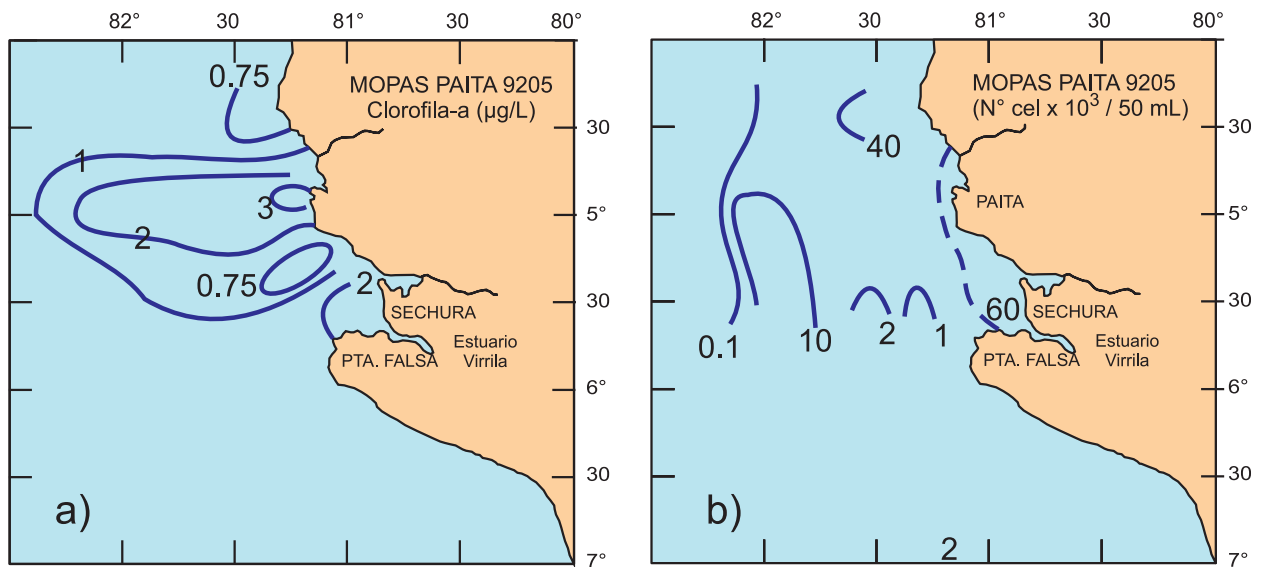 82° 30 81° 30 80°
0.75
MOPAS PAITA 9205
Clorofila-a (µg/L)
30
1
3
5°
2
0.75
2
30
SECHURA
Estuario
Virrila
PTA. FALSA
6°
30
a)
7°
82° 30 81° 30 80°
MOPAS PAITA 9205
(N° cel x 10³ / 50 mL)
30
40
PAITA
5°
60
30
SECHURA
0.1
10
2
1
Estuario
Virrila
PTA. FALSA
6°
30
b)
2
7°